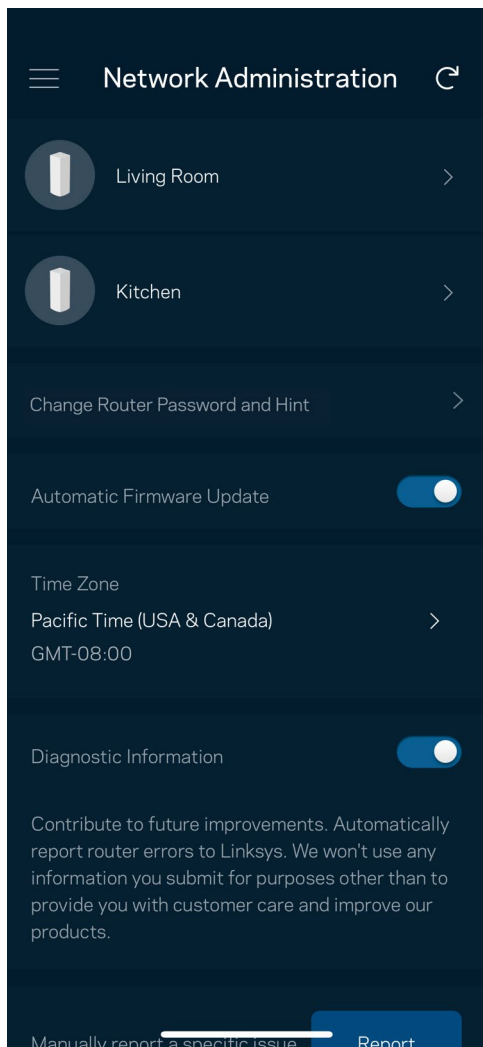 Network Administration
Living Room
Kitchen
Change Router Password and Hint
Automatic Firmware Update
Time Zone
Pacific Time (USA & Canada)
GMT-08:00
Diagnostic Information
Contribute to future improvements. Automatically
report router errors to Linksys. We won't use any
information you submit for purposes other than to
provide you with customer care and improve our
products.
Manually report a specific issue Report